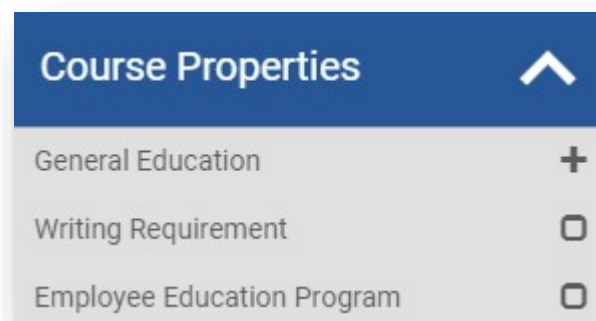 Course Properties
General Education
Writing Requirement
Employee Education Program